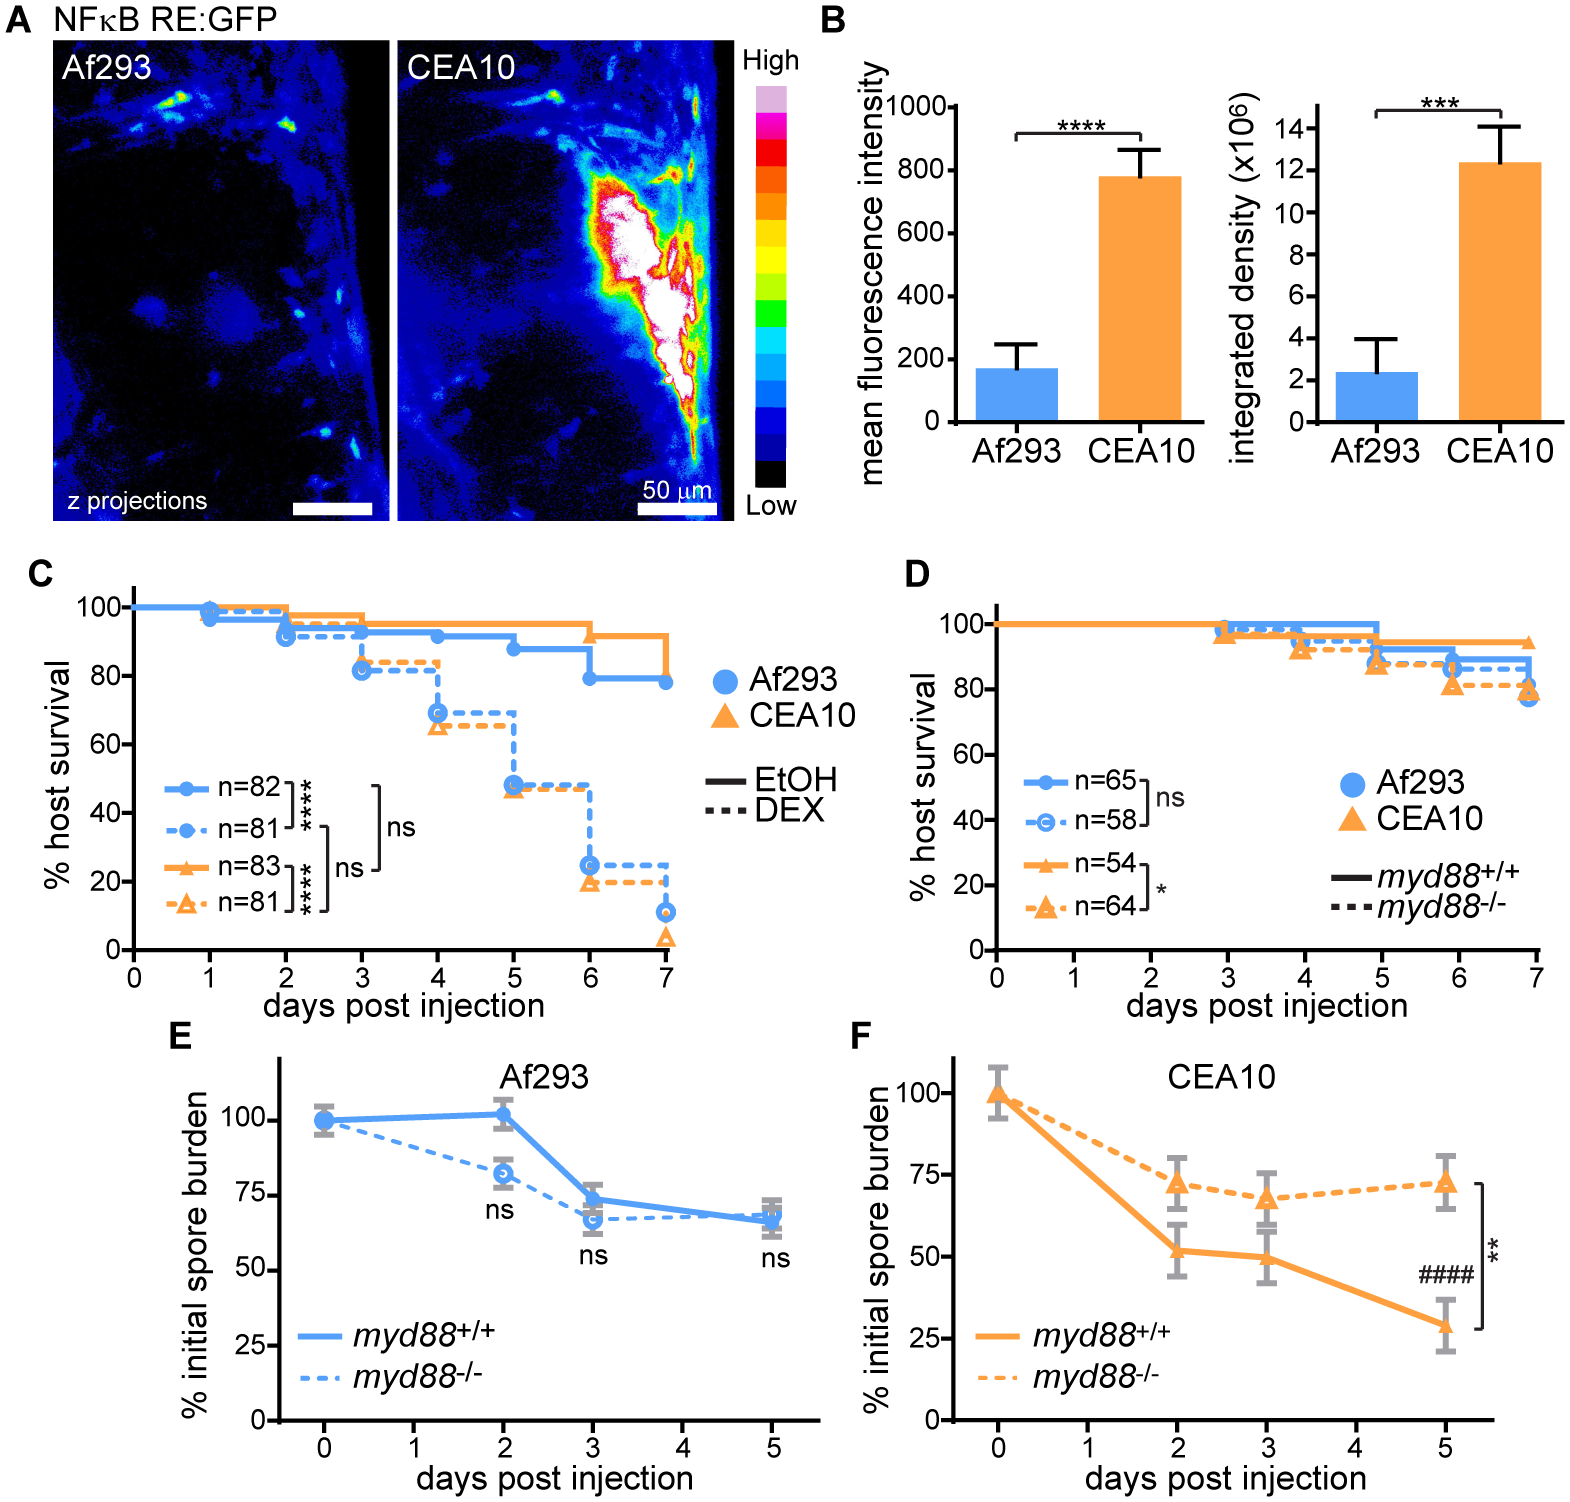 A
NFκB RE:GFP
Af293
CEA10
z projections
50 μm
High
Low
B
mean fluorescence intensity
1000
800
600
400
200
0
****
Af293
CEA10
integrated density (x10⁶)
14
12
10
8
6
4
2
0
***
Af293
CEA10
C
% host survival
100
80
60
40
20
0
n=82
n=81
n=83
n=81
****
****
ns
ns
0 1 2 3 4 5 6 7
days post injection
Af293
CEA10
EtOH
DEX
D
% host survival
100
80
60
40
20
0
n=65
n=58
n=54
n=64
ns
*
Af293
CEA10
myd88+/+
myd88-/-
0 1 2 3 4 5 6 7
days post injection
E
Af293
% initial spore burden
100
75
50
25
0
ns
ns
ns
myd88+/+
myd88-/-
0 1 2 3 4 5
days post injection
F
CEA10
% initial spore burden
100
75
50
25
0
####
**
myd88+/+
myd88-/-
0 1 2 3 4 5
days post injection